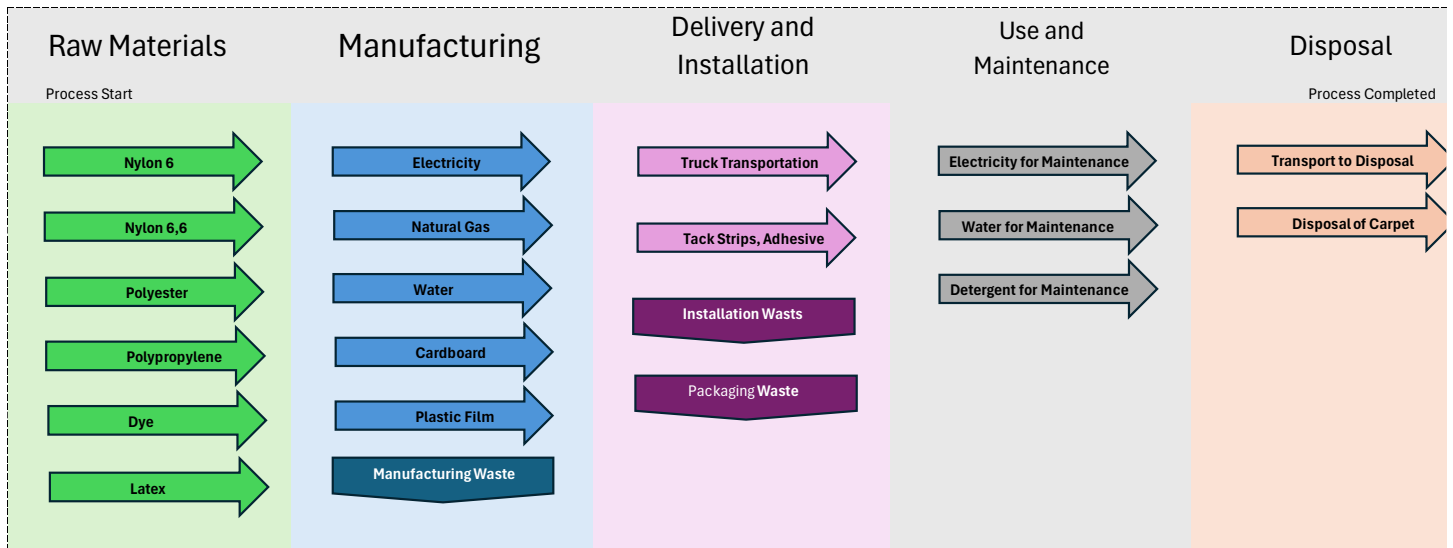 Raw Materials
Process Start
Nylon 6
Nylon 6,6
Polyester
Polypropylene
Dye
Latex
Manufacturing
Electricity
Natural Gas
Water
Cardboard
Plastic Film
Manufacturing Waste
Delivery and
Installation
Truck Transportation
Tack Strips, Adhesive
Installation Wasts
Packaging Waste
Use and
Maintenance
Electricity for Maintenance
Water for Maintenance
Detergent for Maintenance
Disposal
Process Completed
Transport to Disposal
Disposal of Carpet